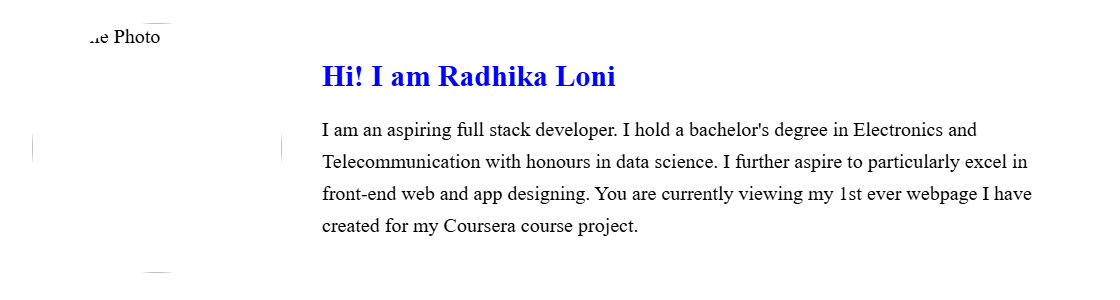 Photo
Hi! I am Radhika Loni
I am an aspiring full stack developer. I hold a bachelor's degree in Electronics and
Telecommunication with honours in data science. I further aspire to particularly excel in
front-end web and app designing. You are currently viewing my 1st ever webpage I have
created for my Coursera course project.